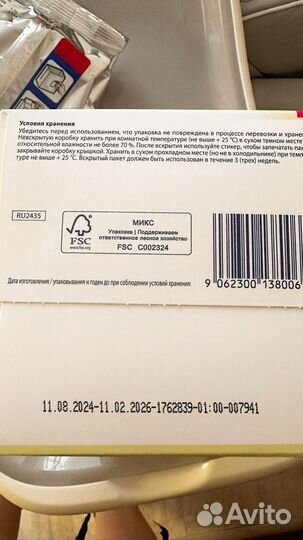 Условия хранения
Убедитесь перед использованием, что упаковка не повреждена в процессе перевозки и хране
Невскрытую коробку хранить при комнатной температуре (не выше + 25 °C) в сухом темном месте
относительной влажности не более 70 %. После вскрытия используйте стикер, чтобы запечатать пак
закрывайте коробку крышкой. Хранить в сухом прохладном месте (но не в холодильнике) при темп
туре не выше + 25 °C. Вскрытый пакет должен быть использован в течение 3 (трех) недель.
RU2435
FSC
www.fsc.org
МИКС
Упаковка | Поддерживаем
ответственное лесное хозяйство
FSC C002324
Дата изготовления / упаковывания и годен до при соблюдении условий хранения:
9 062300 138006
11.08.2024-11.02.2026-1762839-01:00-007941
Avito